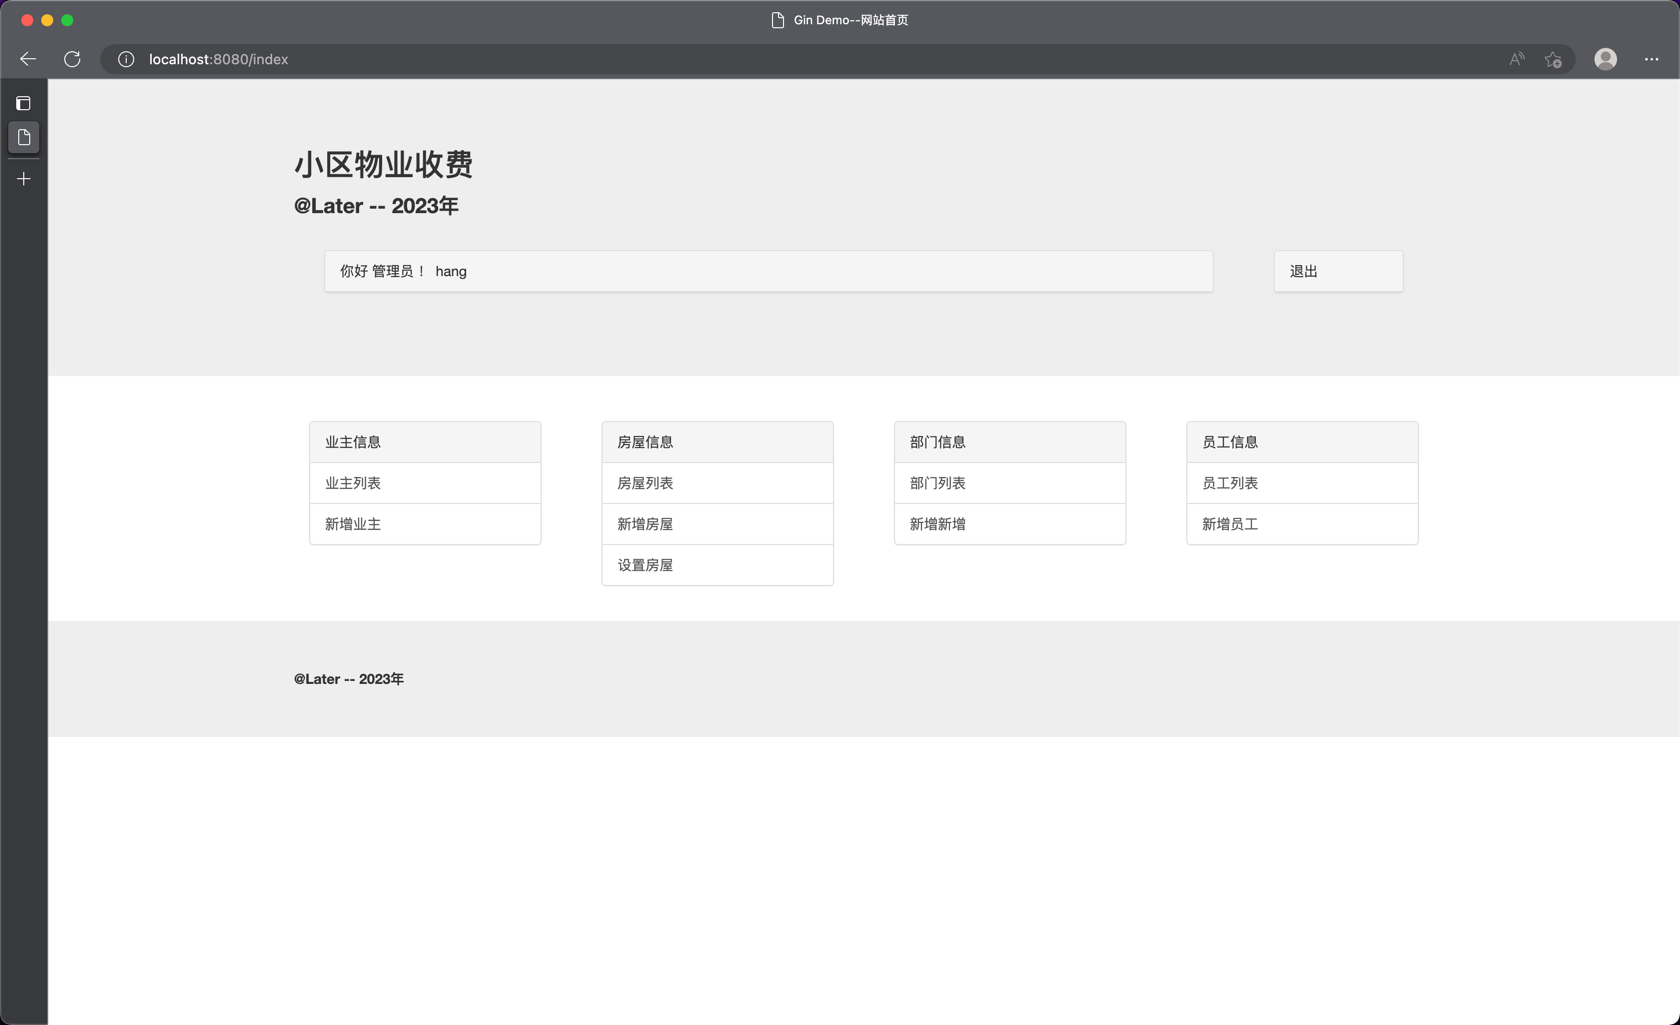 Gin Demo--网站首页
localhost:8080/index
小区物业收费
@Later -- 2023年
你好 管理员！ hang
退出
业主信息
业主列表
新增业主
房屋信息
房屋列表
新增房屋
设置房屋
部门信息
部门列表
新增新增
员工信息
员工列表
新增员工
@Later -- 2023年